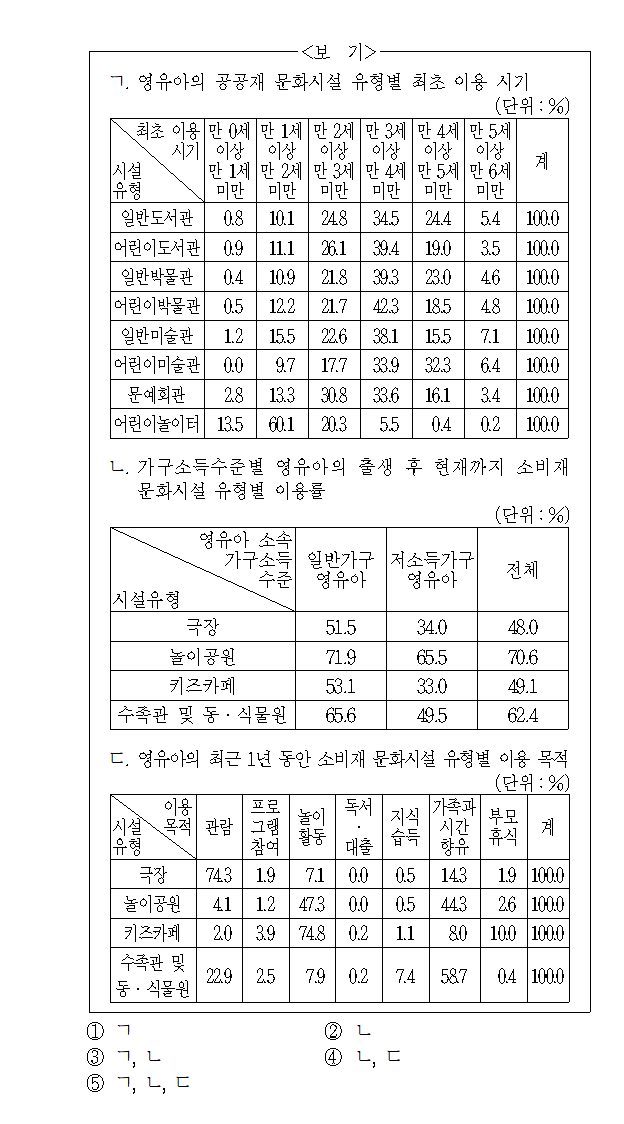 <보 기>
ㄱ. 영유아의 공공재 문화시설 유형별 최초 이용 시기
(단위 : %)
최초 이용 시기 시설 유형 만 0세 이상 만 1세 미만 만 1세 이상 만 2세 미만 만 2세 이상 만 3세 미만 만 3세 이상 만 4세 미만 만 4세 이상 만 5세 미만 만 5세 이상 만 6세 미만 계
일반도서관 0.8 10.1 24.8 34.5 24.4 5.4 100.0
어린이도서관 0.9 11.1 26.1 39.4 19.0 3.5 100.0
일반박물관 0.4 10.9 21.8 39.3 23.0 4.6 100.0
어린이박물관 0.5 12.2 21.7 42.3 18.5 4.8 100.0
일반미술관 1.2 15.5 22.6 38.1 15.5 7.1 100.0
어린이미술관 0.0 9.7 17.7 33.9 32.3 6.4 100.0
문예회관 2.8 13.3 30.8 33.6 16.1 3.4 100.0
어린이놀이터 13.5 60.1 20.3 5.5 0.4 0.2 100.0
ㄴ. 가구소득수준별 영유아의 출생 후 현재까지 소비재
문화시설 유형별 이용률
(단위 : %)
영유아 소속 가구소득 수준 시설유형 일반가구 영유아 저소득가구 영유아 전체
극장 51.5 34.0 48.0
놀이공원 71.9 65.5 70.6
키즈카페 53.1 33.0 49.1
수족관 및 동ㆍ식물원 65.6 49.5 62.4
ㄷ. 영유아의 최근 1년 동안 소비재 문화시설 유형별 이용 목적
(단위 : %)
이용 목적 시설 유형 관람 프로그램 참여 놀이 활동 독서ㆍ대출 지식 습득 가족과 시간 향유 부모 휴식 계
극장 74.3 1.9 7.1 0.0 0.5 14.3 1.9 100.0
놀이공원 4.1 1.2 47.3 0.0 0.5 44.3 2.6 100.0
키즈카페 2.0 3.9 74.8 0.2 1.1 8.0 10.0 100.0
수족관 및 동ㆍ식물원 22.9 2.5 7.9 0.2 7.4 58.7 0.4 100.0
① ㄱ ② ㄴ
③ ㄱ, ㄴ ④ ㄴ, ㄷ
⑤ ㄱ, ㄴ, ㄷ